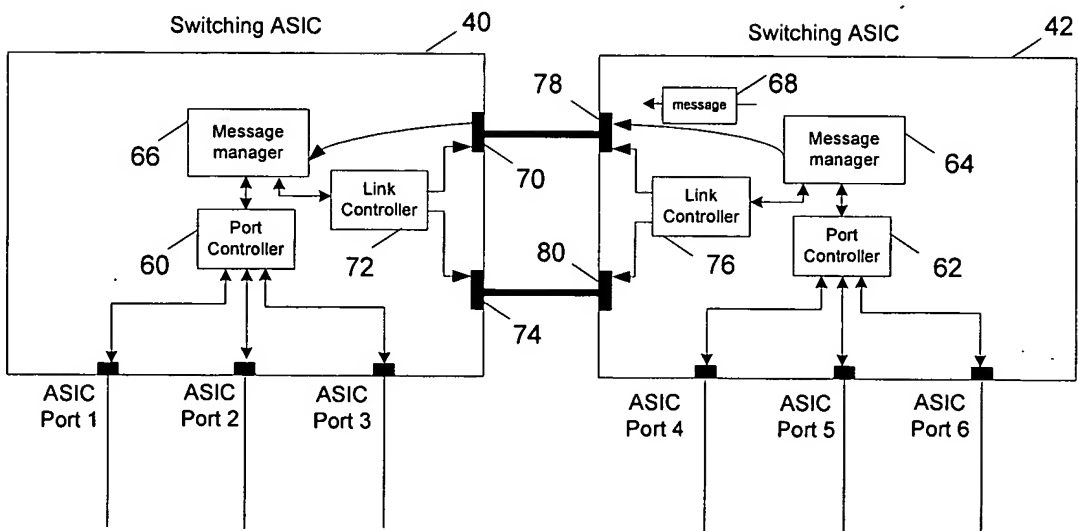 Switching ASIC
40
Switching ASIC
42
78
message
68
66
Message
manager
70
Message
manager
64
Link
Controller
72
Link
Controller
76
60
Port
Controller
Port
Controller
62
80
74
ASIC
Port 1
ASIC
Port 2
ASIC
Port 3
ASIC
Port 4
ASIC
Port 5
ASIC
Port 6